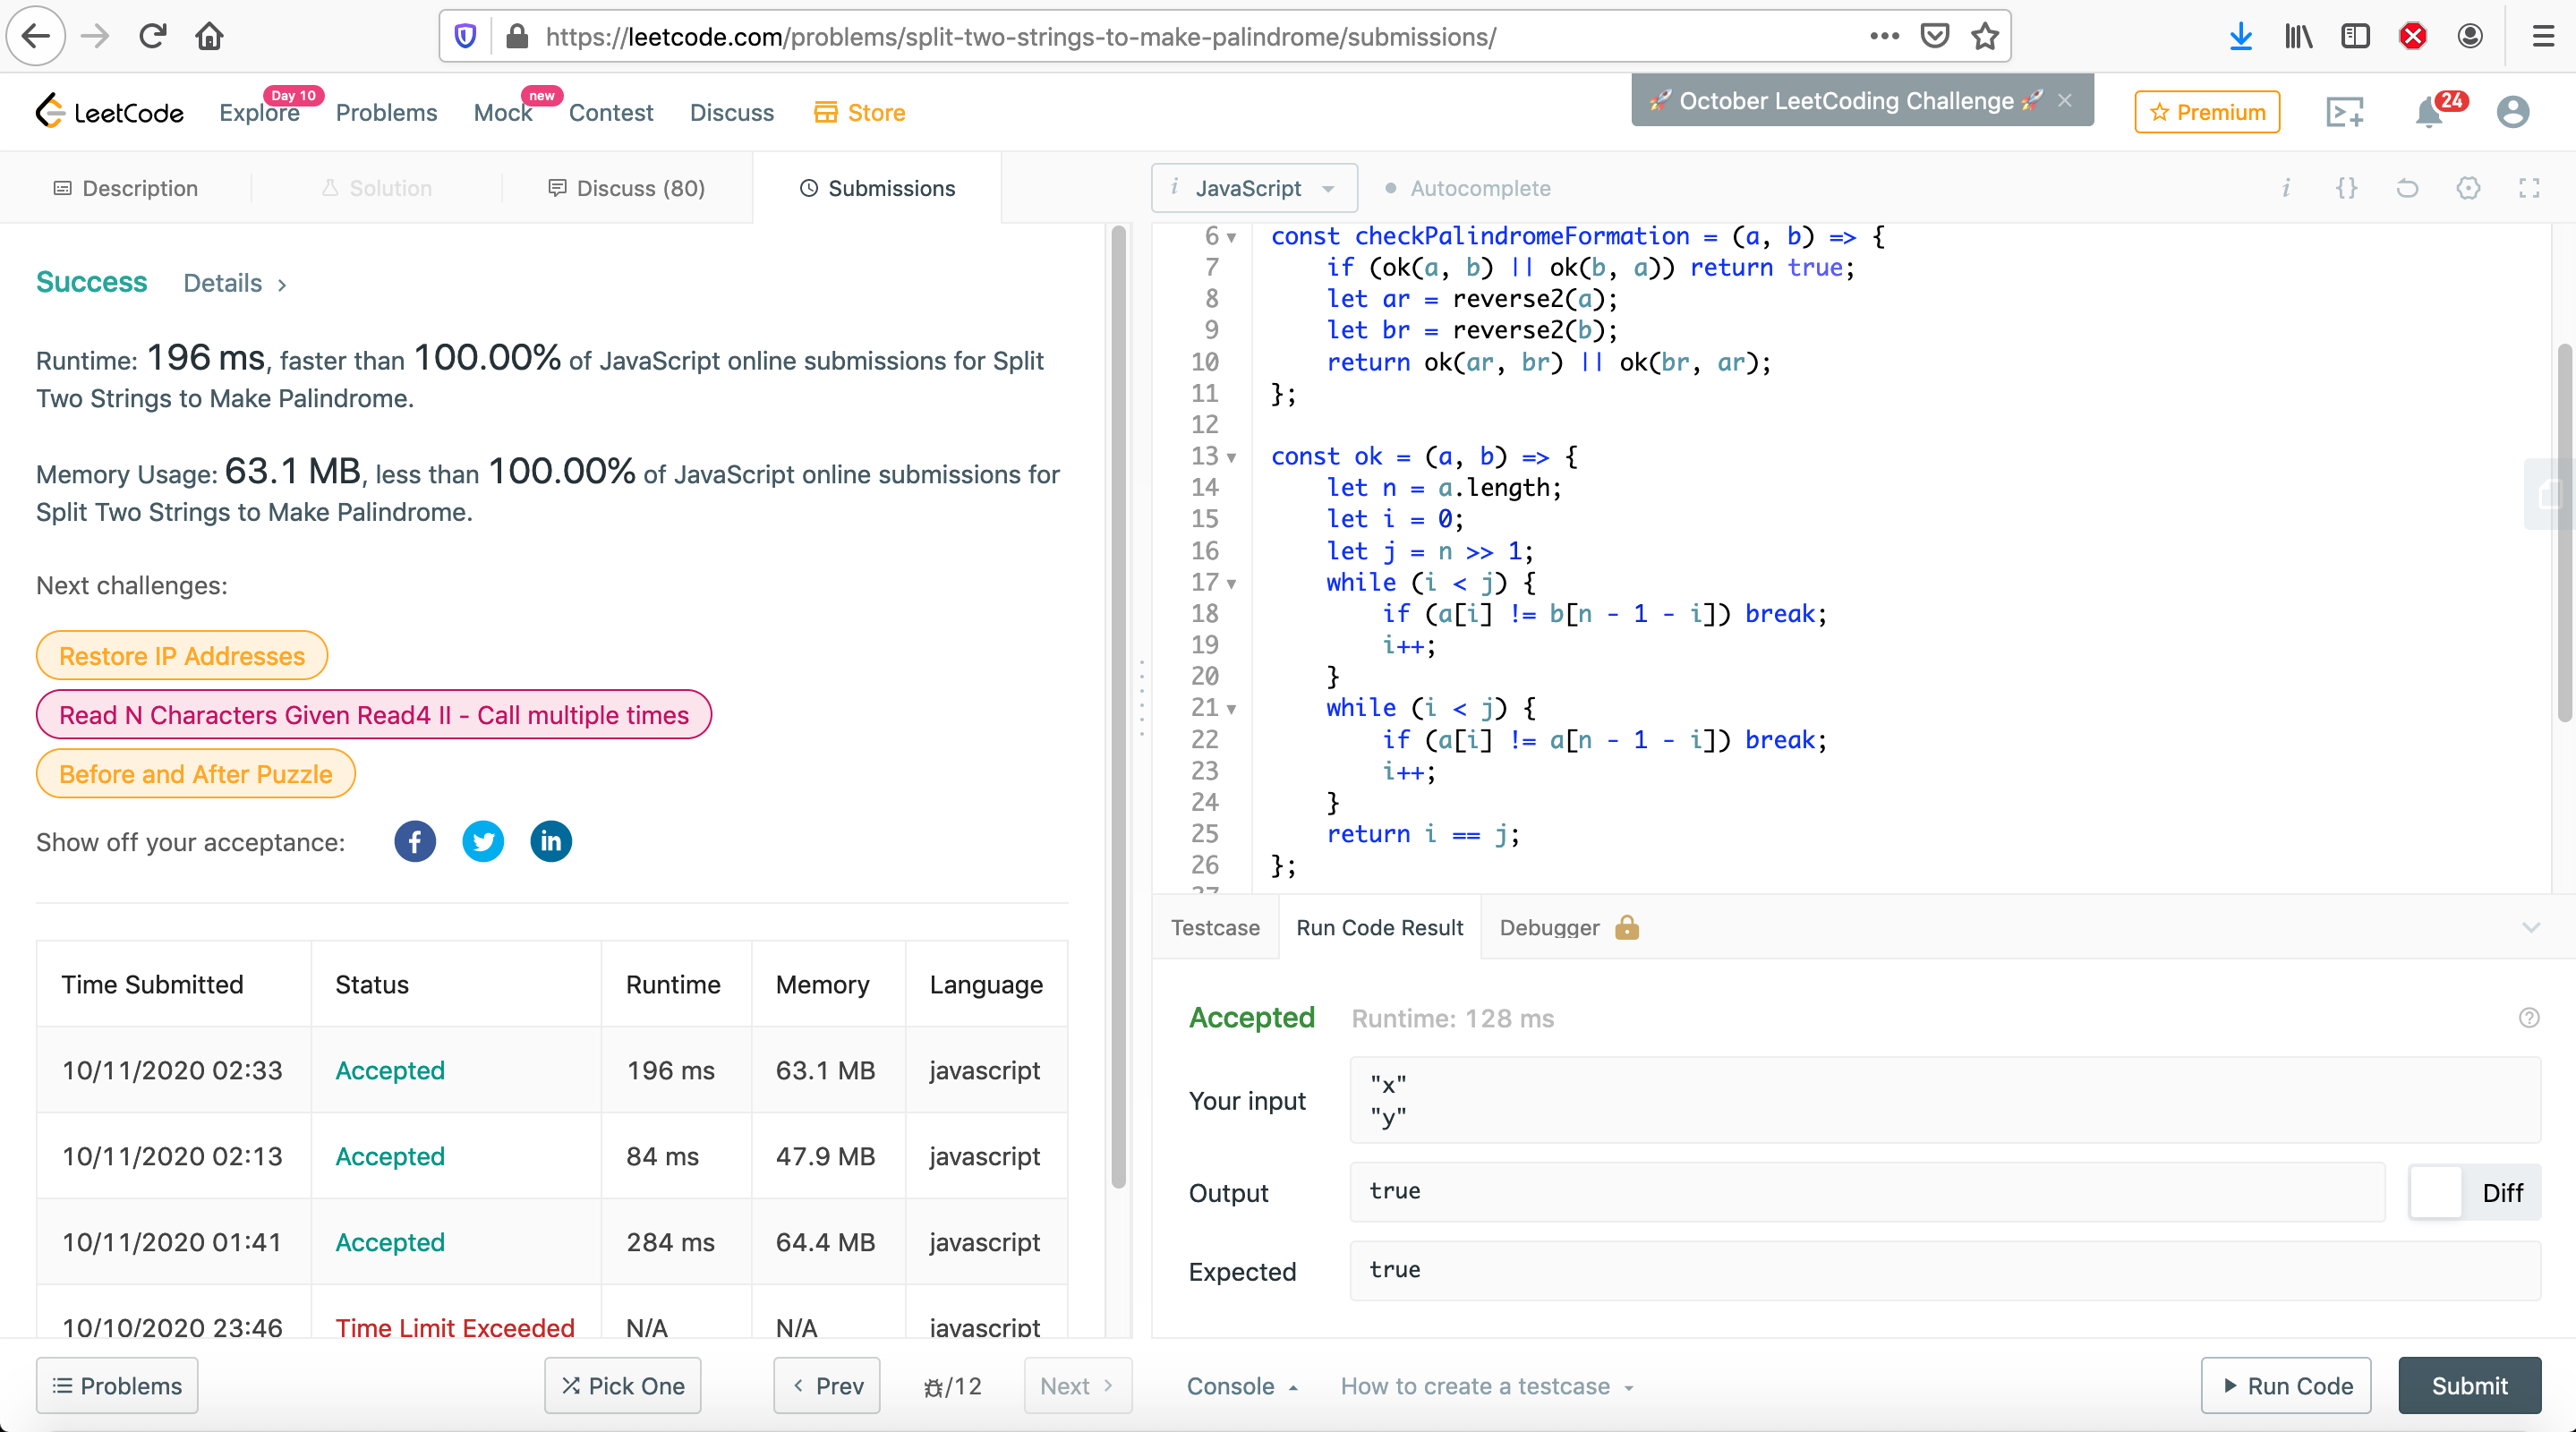 https://leetcode.com/problems/split-two-strings-to-make-palindrome/submissions/
LeetCode
Explore
Day 10
Problems
Mock
new
Contest
Discuss
Store
🚀 October LeetCoding Challenge 🚀 ×
Premium
24
Description
Solution
Discuss (80)
Submissions
Success Details >
Runtime: 196 ms, faster than 100.00% of JavaScript online submissions for Split
Two Strings to Make Palindrome.
Memory Usage: 63.1 MB, less than 100.00% of JavaScript online submissions for
Split Two Strings to Make Palindrome.
Next challenges:
Restore IP Addresses
Read N Characters Given Read4 II - Call multiple times
Before and After Puzzle
Show off your acceptance:
f
in
Time Submitted Status Runtime Memory Language
10/11/2020 02:33 Accepted 196 ms 63.1 MB javascript
10/11/2020 02:13 Accepted 84 ms 47.9 MB javascript
10/11/2020 01:41 Accepted 284 ms 64.4 MB javascript
10/10/2020 23:46 Time Limit Exceeded N/A N/A javascript
Problems
Pick One
< Prev
/12
Next >
i JavaScript
Autocomplete
i {}
6 const checkPalindromeFormation = (a, b) => {
7 if (ok(a, b) || ok(b, a)) return true;
8 let ar = reverse2(a);
9 let br = reverse2(b);
10 return ok(ar, br) || ok(br, ar);
11 };
12
13 const ok = (a, b) => {
14 let n = a.length;
15 let i = 0;
16 let j = n >> 1;
17 while (i < j) {
18 if (a[i] != b[n - 1 - i]) break;
19 i++;
20 }
21 while (i < j) {
22 if (a[i] != a[n - 1 - i]) break;
23 i++;
24 }
25 return i == j;
26 };
27
Testcase
Run Code Result
Debugger
Accepted Runtime: 128 ms
?
Your input
"x"
"y"
Output
true
Diff
Expected
true
Console
How to create a testcase
Run Code
Submit